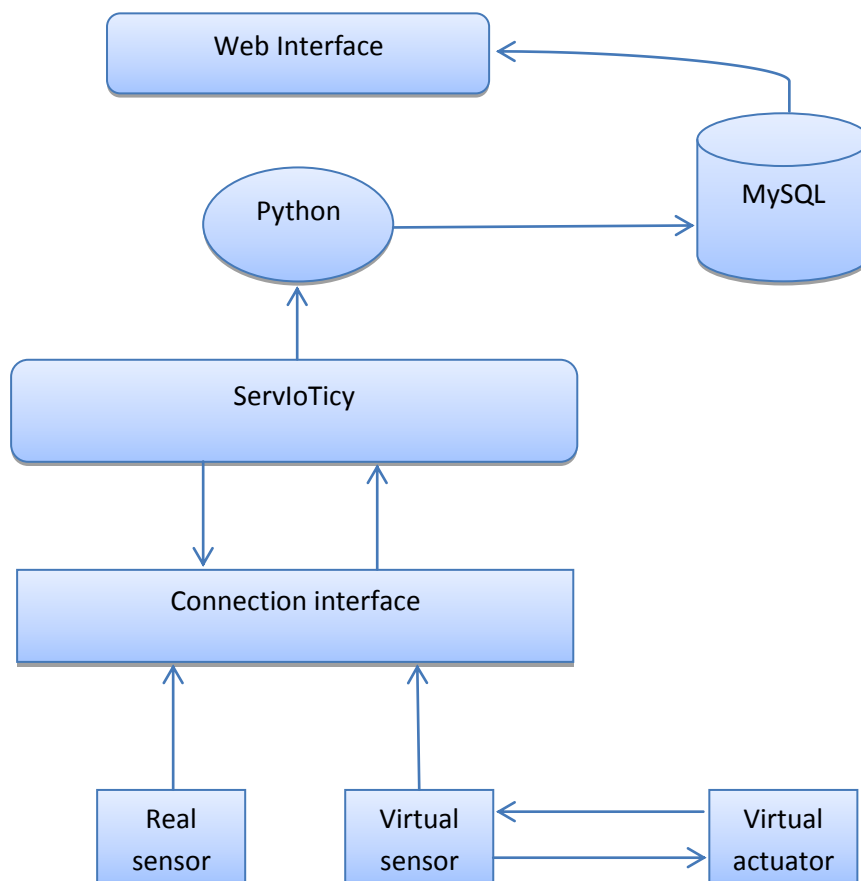 Web Interface
MySQL
Python
ServIoTicy
Connection interface
Real
sensor
Virtual
sensor
Virtual
actuator